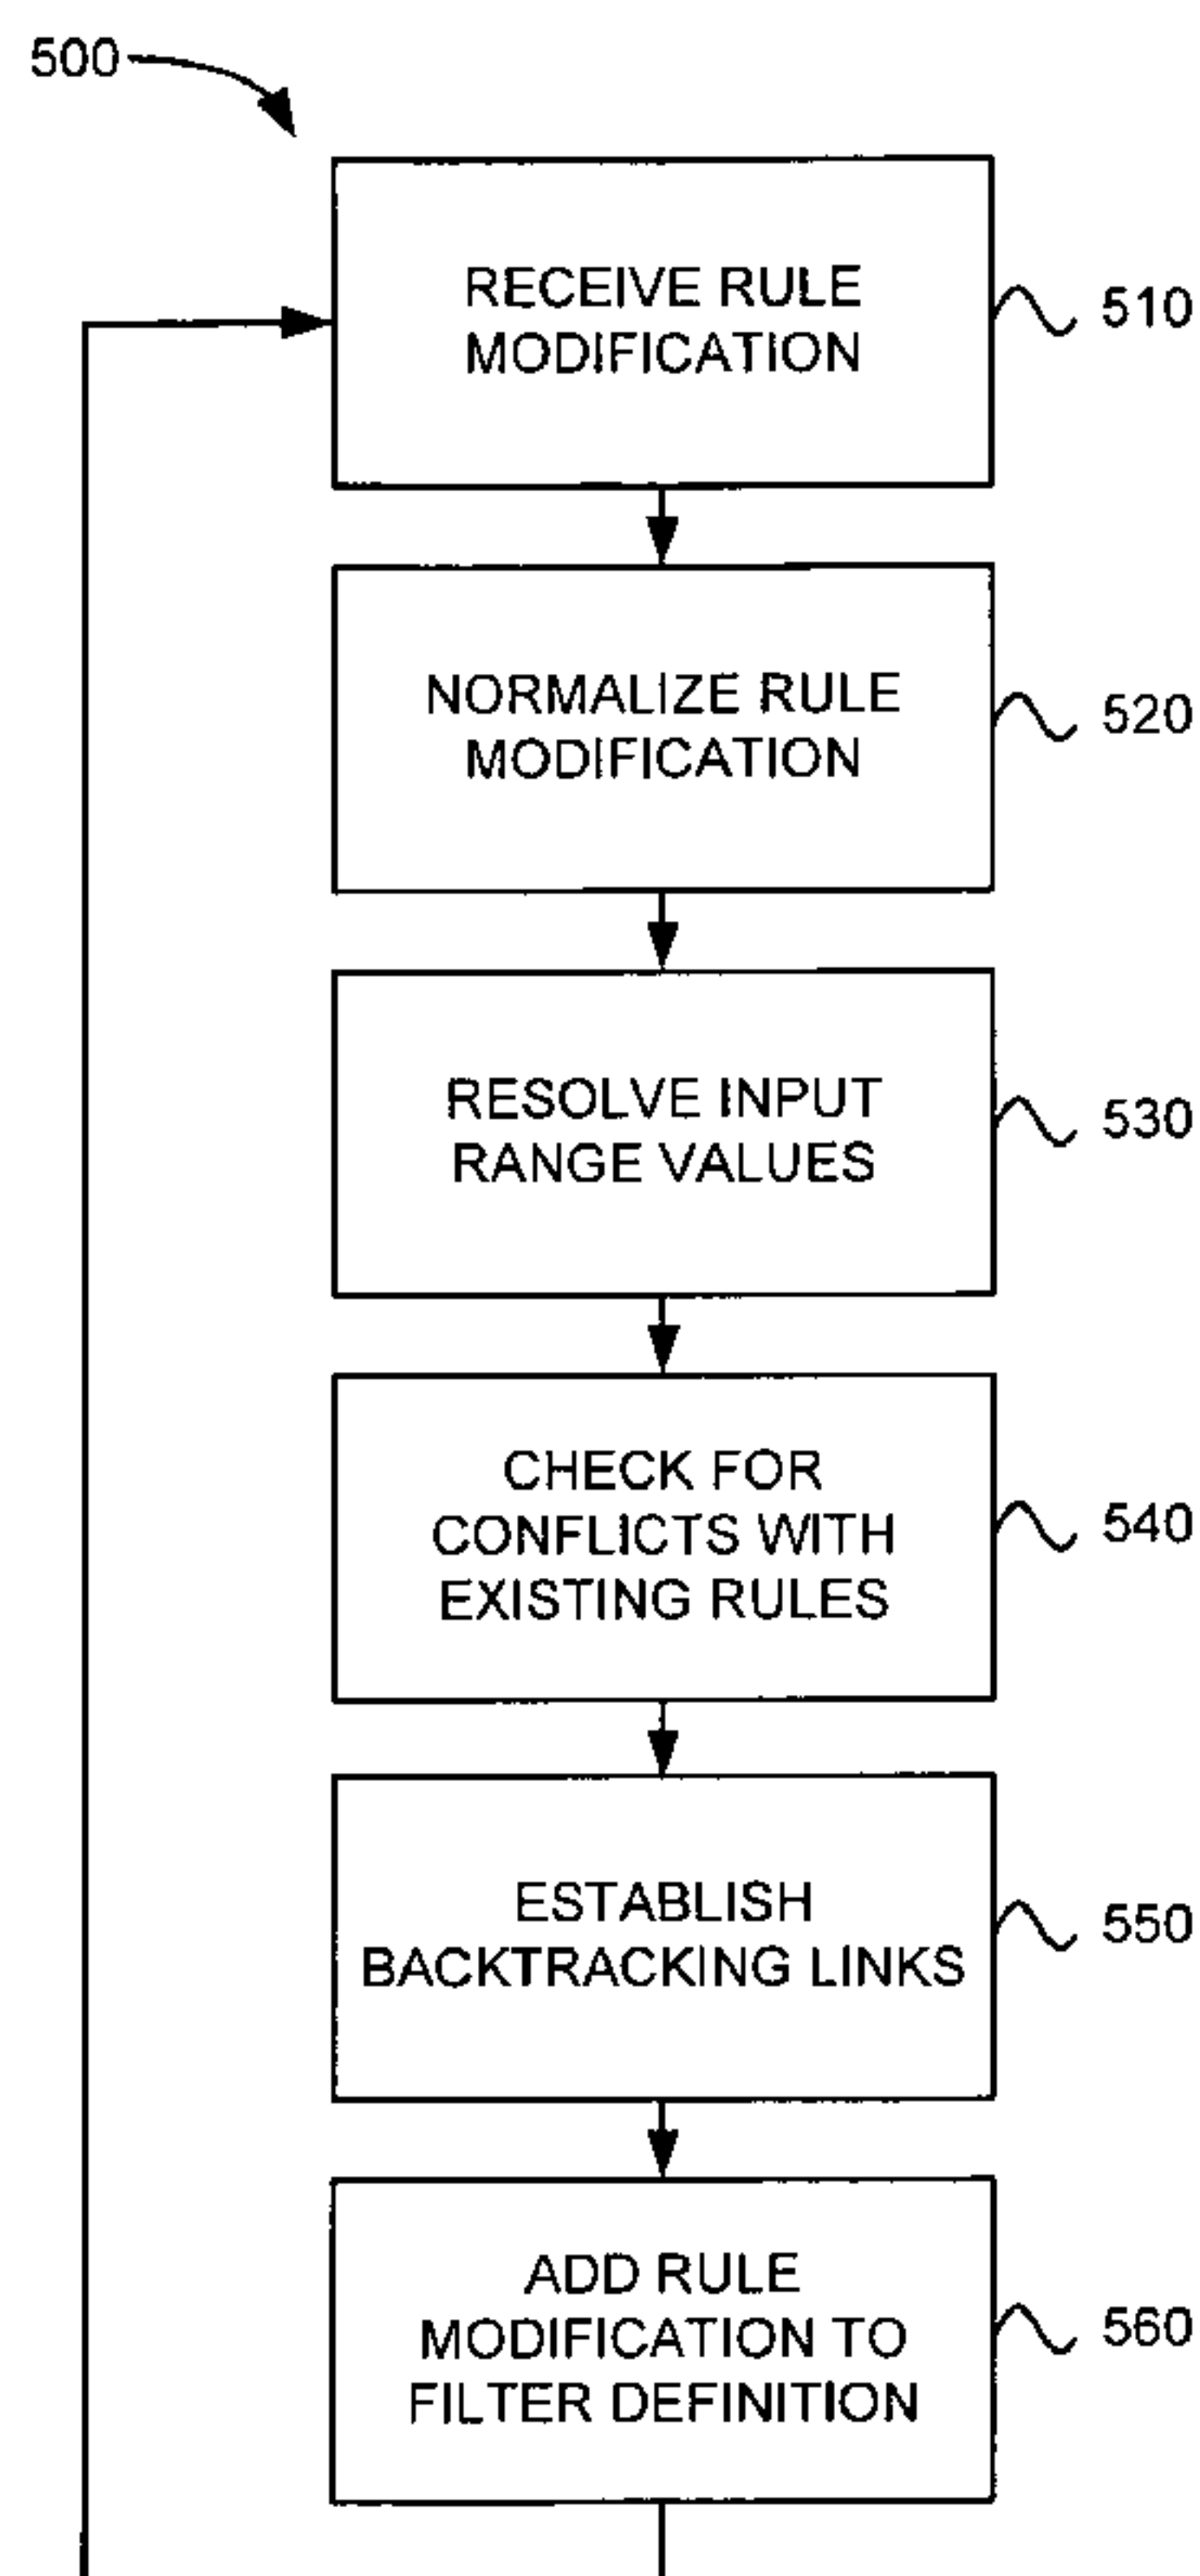 500
RECEIVE RULE
MODIFICATION
510
NORMALIZE RULE
MODIFICATION
520
RESOLVE INPUT
RANGE VALUES
530
CHECK FOR
CONFLICTS WITH
EXISTING RULES
540
ESTABLISH
BACKTRACKING LINKS
550
ADD RULE
MODIFICATION TO
FILTER DEFINITION
560